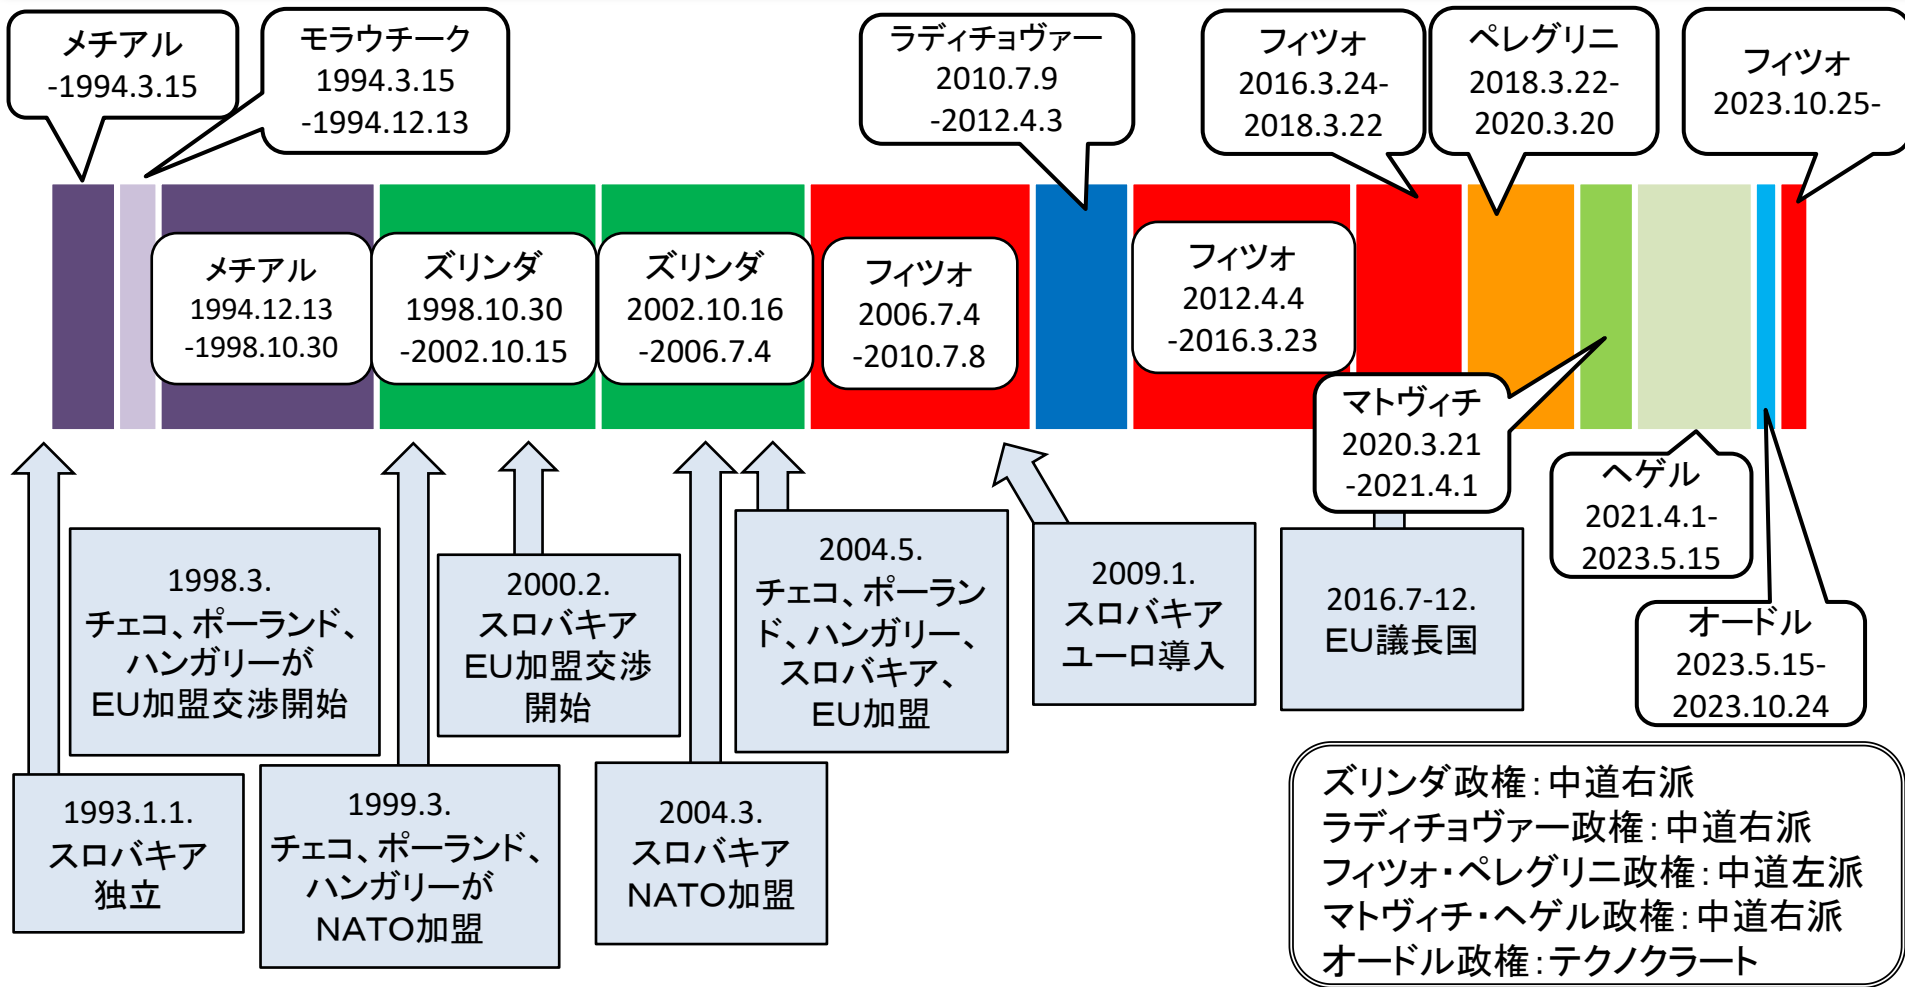 メチアル
-1994.3.15
モラウチーク
1994.3.15
-1994.12.13
ラディチョヴァー
2010.7.9
-2012.4.3
フィツォ
2016.3.24-
2018.3.22
ペレグリニ
2018.3.22-
2020.3.20
フィツォ
2023.10.25-
メチアル
1994.12.13
-1998.10.30
ズリンダ
1998.10.30
-2002.10.15
ズリンダ
2002.10.16
-2006.7.4
フィツォ
2006.7.4
-2010.7.8
フィツォ
2012.4.4
-2016.3.23
マトヴィチ
2020.3.21
-2021.4.1
ヘゲル
2021.4.1-
2023.5.15
オードル
2023.5.15-
2023.10.24
1998.3.
チェコ、ポーランド、
ハンガリーが
EU加盟交渉開始
2000.2.
スロバキア
EU加盟交渉
開始
2004.5.
チェコ、ポーラン
ド、ハンガリー、
スロバキア、
EU加盟
2009.1.
スロバキア
ユーロ導入
2016.7-12.
EU議長国
1993.1.1.
スロバキア
独立
1999.3.
チェコ、ポーランド、
ハンガリーが
NATO加盟
2004.3.
スロバキア
NATO加盟
ズリンダ政権：中道右派
ラディチョヴァー政権：中道右派
フィツォ・ペレグリニ政権：中道左派
マトヴィチ・ヘゲル政権：中道右派
オードル政権：テクノクラート